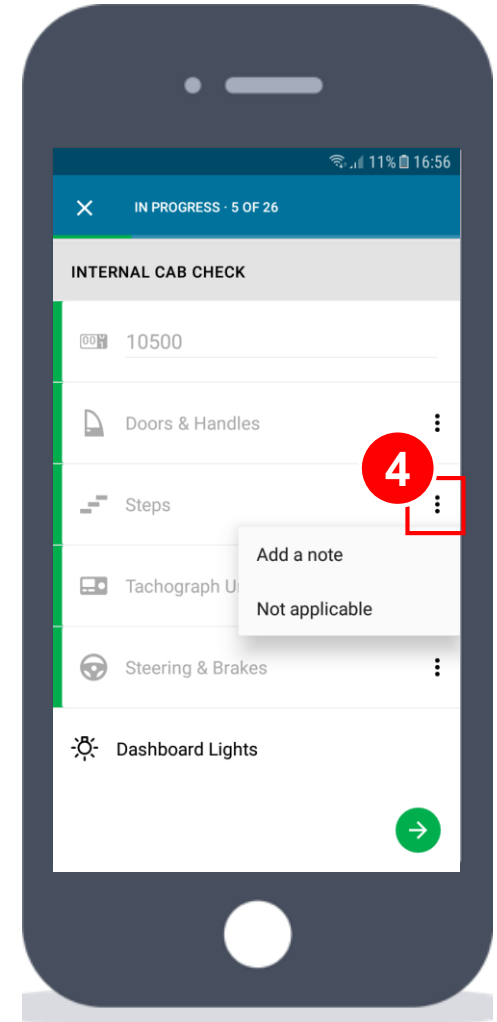 11% 16:56
IN PROGRESS · 5 OF 26
INTERNAL CAB CHECK
10500
Doors & Handles
4
Steps
Add a note
Tachograph U
Not applicable
Steering & Brakes
Dashboard Lights